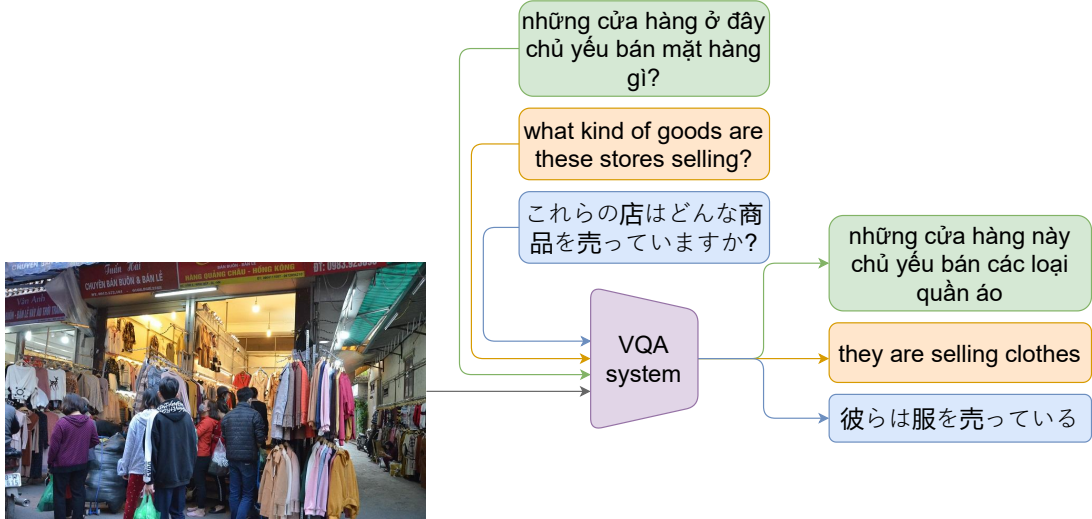 những cửa hàng ở đây
chủ yếu bán mặt hàng
gì?
what kind of goods are
these stores selling?
これらの店はどんな商
品を売っていますか?
VQA
system
những cửa hàng này
chủ yếu bán các loại
quần áo
they are selling clothes
彼らは服を売っている
Tuấn Hải
CHUYÊN BÁN BUÔN & BÁN LẺ
HÀNG QUẢNG CHÂU - HỒNG KÔNG
Vân Anh